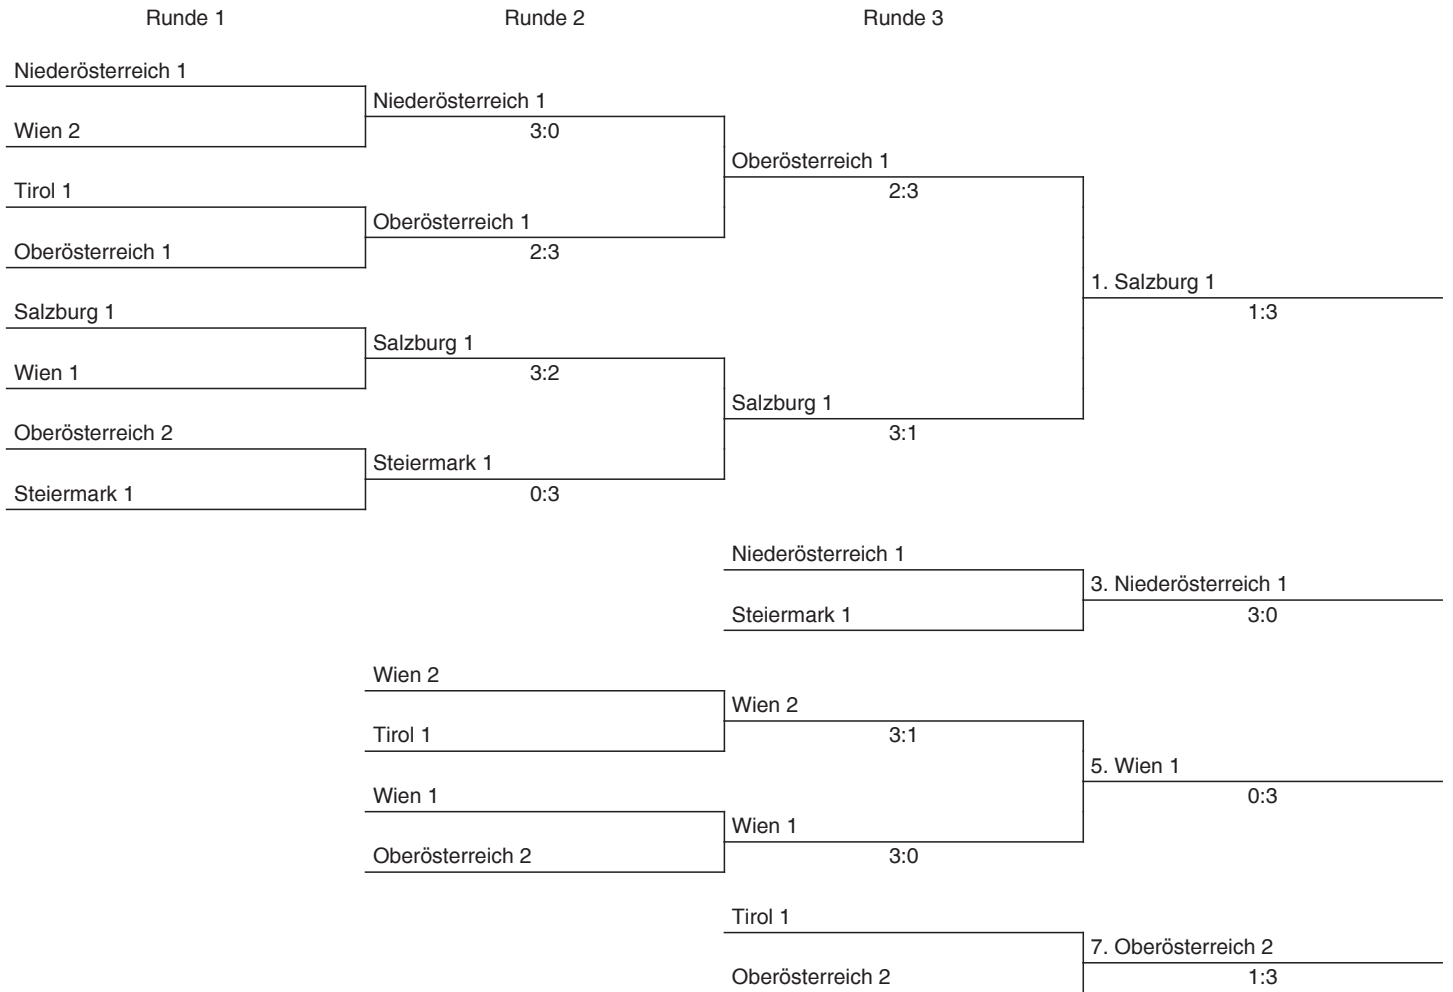 Runde 1 Runde 2 Runde 3
Niederösterreich 1
Niederösterreich 1
Wien 2 3:0
Oberösterreich 1
Tirol 1 2:3
Oberösterreich 1
Oberösterreich 1 2:3
1. Salzburg 1
Salzburg 1 1:3
Salzburg 1
Wien 1 3:2
Salzburg 1
Oberösterreich 2 3:1
Steiermark 1
Steiermark 1 0:3
Niederösterreich 1
3. Niederösterreich 1
Steiermark 1 3:0
Wien 2
Wien 2
Tirol 1 3:1
5. Wien 1
Wien 1 0:3
Wien 1
Oberösterreich 2 3:0
Tirol 1
7. Oberösterreich 2
Oberösterreich 2 1:3